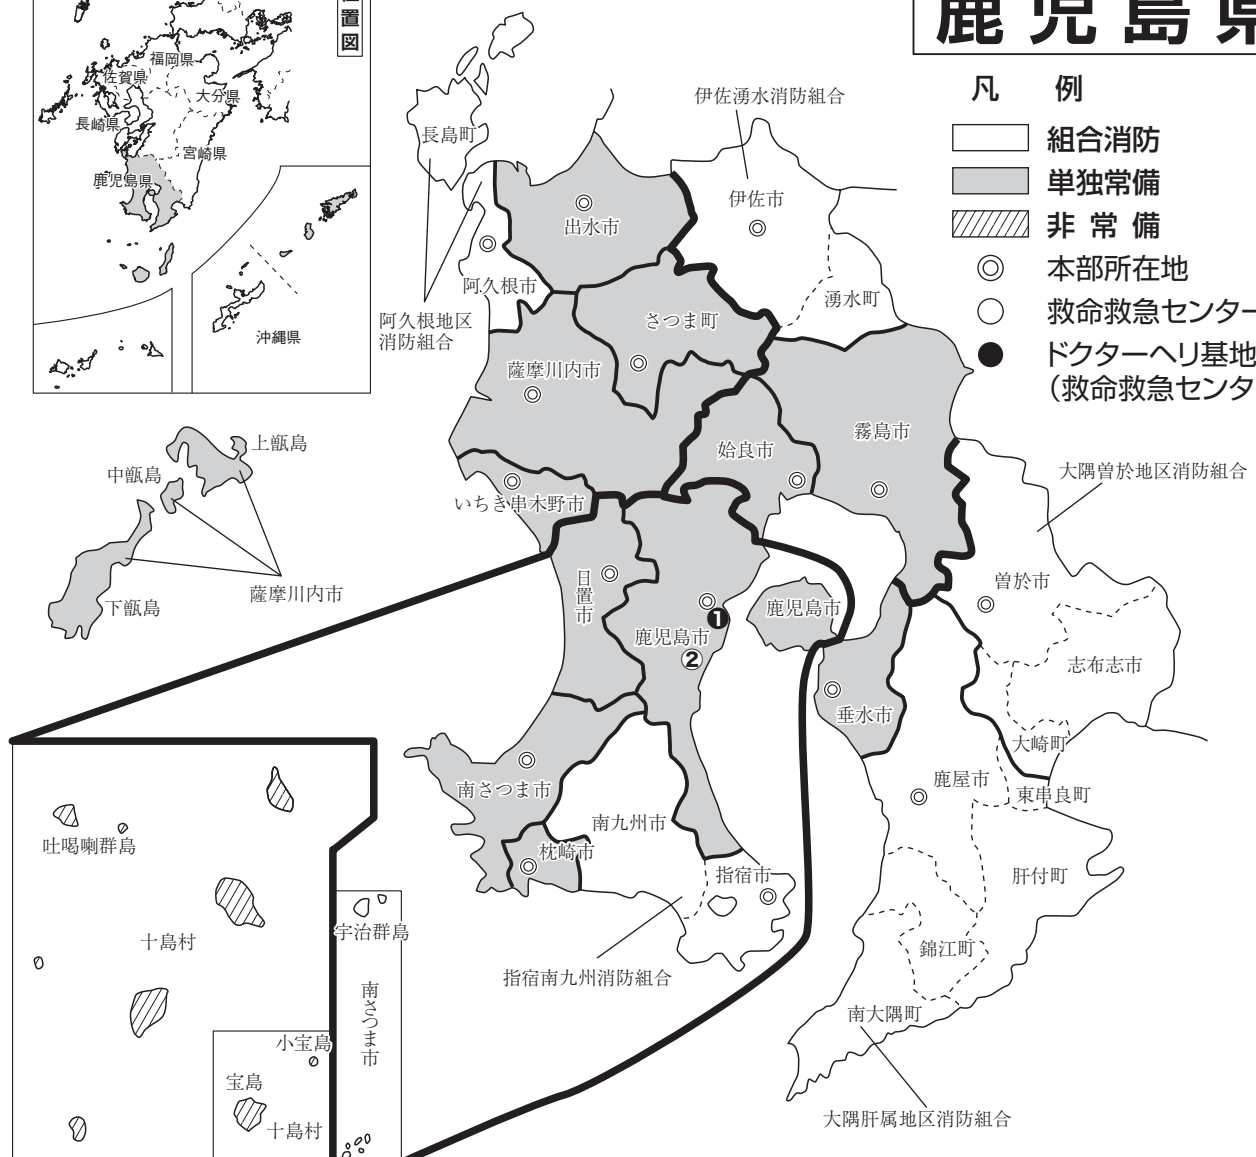 鹿児島県
置図
福岡県
佐賀県
大分県
長崎県
宮崎県
鹿児島県
沖縄県
凡 例
組合消防
単独常備
非常備
本部所在地
救命救急センター
ドクターヘリ基地
(救命救急センタ
長島町
伊佐湧水消防組合
伊佐市
出水市
阿久根市
湧水町
さつま町
阿久根地区
消防組合
薩摩川内市
霧島市
姶良市
上甑島
中甑島
下甑島
薩摩川内市
いちき串木野市
大隅曽於地区消防組合
日置市
鹿児島市
1
2
鹿児島市
曽於市
志布志市
垂水市
大崎町
鹿屋市
東串良町
南さつま市
南九州市
枕崎市
指宿市
肝付町
錦江町
指宿南九州消防組合
南大隅町
大隅肝属地区消防組合
吐喝喇群島
十島村
宇治群島
南さつま市
小宝島
宝島
十島村